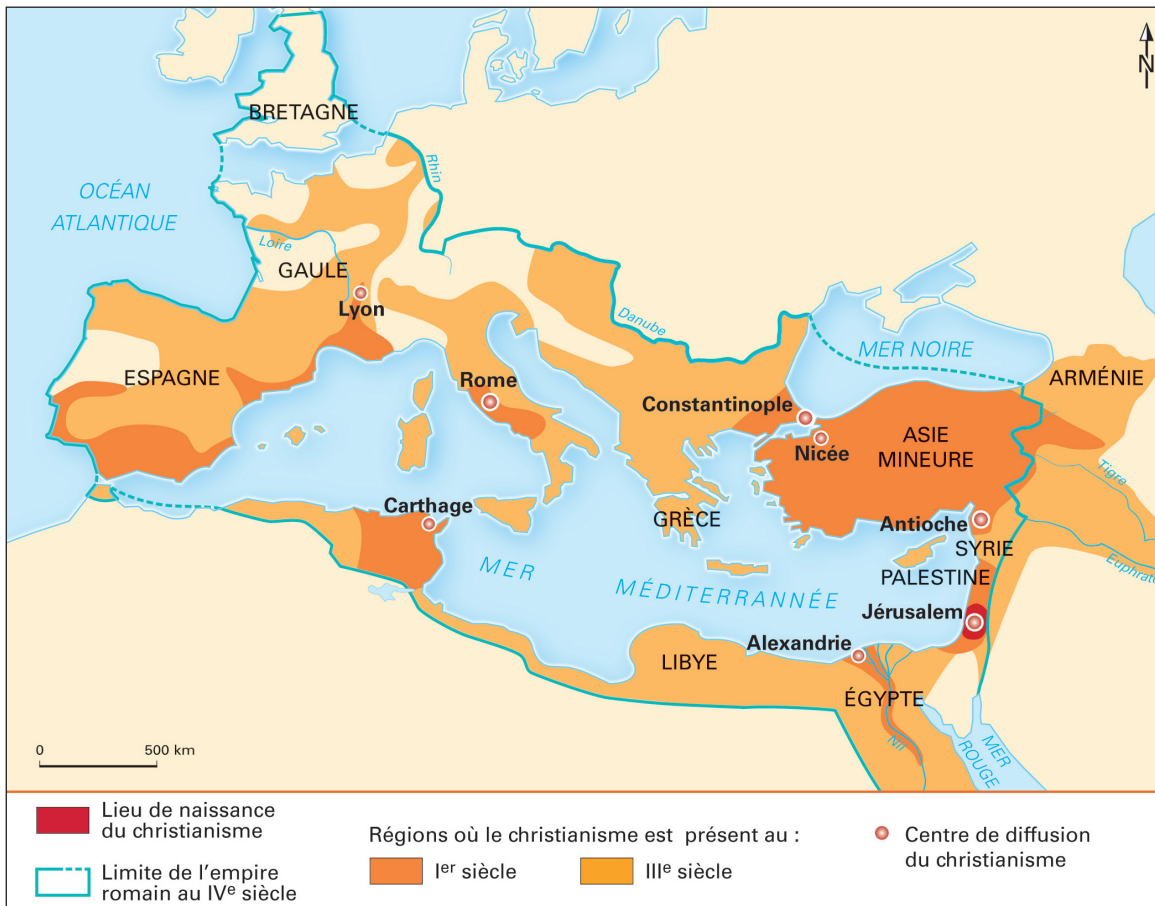 N
BRETAGNE
Rhin
OCÉAN
ATLANTIQUE
Loire
GAULE
Lyon
Danube
MER NOIRE
ARMÉNIE
ESPAGNE
Rome
Constantinople
Nicée
ASIE
MINEURE
Tigre
Carthage
GRÈCE
Antioche
SYRIE
Euphrate
MER
MÉDITERRANNÉE
PALESTINE
Jérusalem
Alexandrie
LIBYE
ÉGYPTE
Nil
MER
ROUGE
0 500 km
Lieu de naissance
du christianisme
Limite de l'empire
romain au IVe siècle
Régions où le christianisme est présent au :
Ier siècle
IIIe siècle
Centre de diffusion
du christianisme